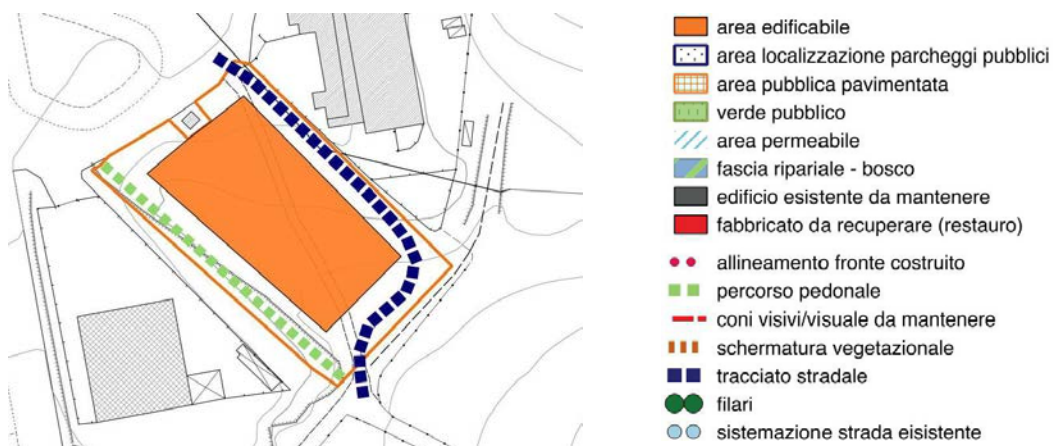 area edificabile
area localizzazione parcheggi pubblici
area pubblica pavimentata
verde pubblico
area permeabile
fascia ripariale - bosco
edificio esistente da mantenere
fabbricato da recuperare (restauro)
allineamento fronte costruito
percorso pedonale
coni visivi/visuale da mantenere
schermatura vegetazionale
tracciato stradale
filari
sistemazione strada eisistente